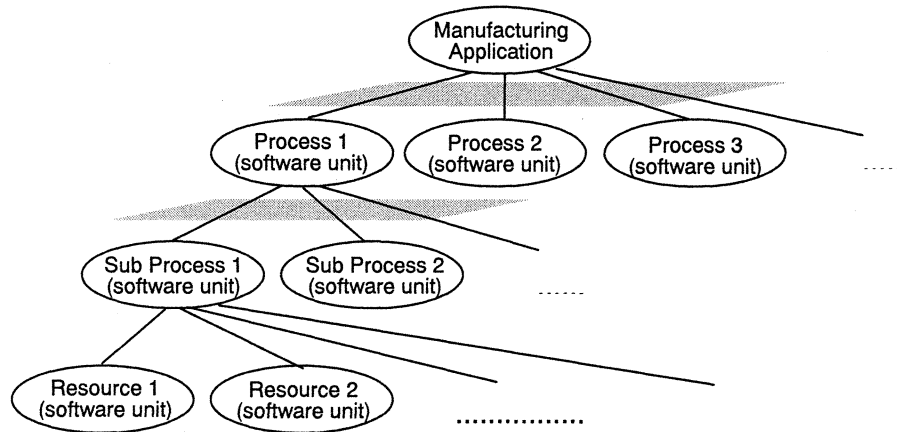 Manufacturing
Application
Process 1
(software unit)
Process 2
(software unit)
Process 3
(software unit)
Sub Process 1
(software unit)
Sub Process 2
(software unit)
Resource 1
(software unit)
Resource 2
(software unit)